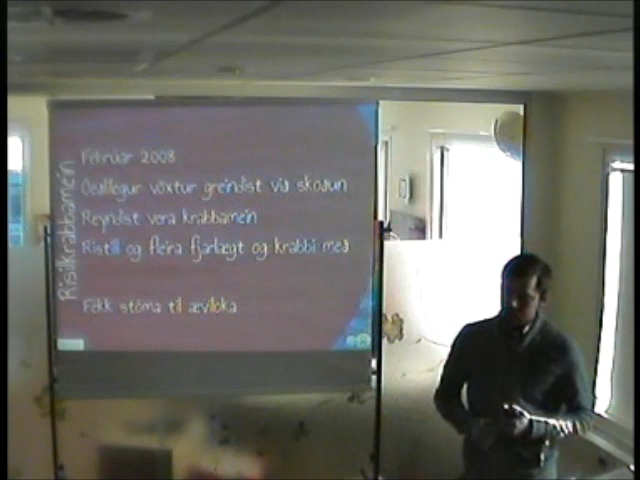 Risilkrabbamein
Febrúar 2008
Óeðlilegur vöxtur greindist við skoðun
Reyndist vera krabbamein
Ristill og fleira fjarlægt og krabbi með
Fékk stóma til æviloka